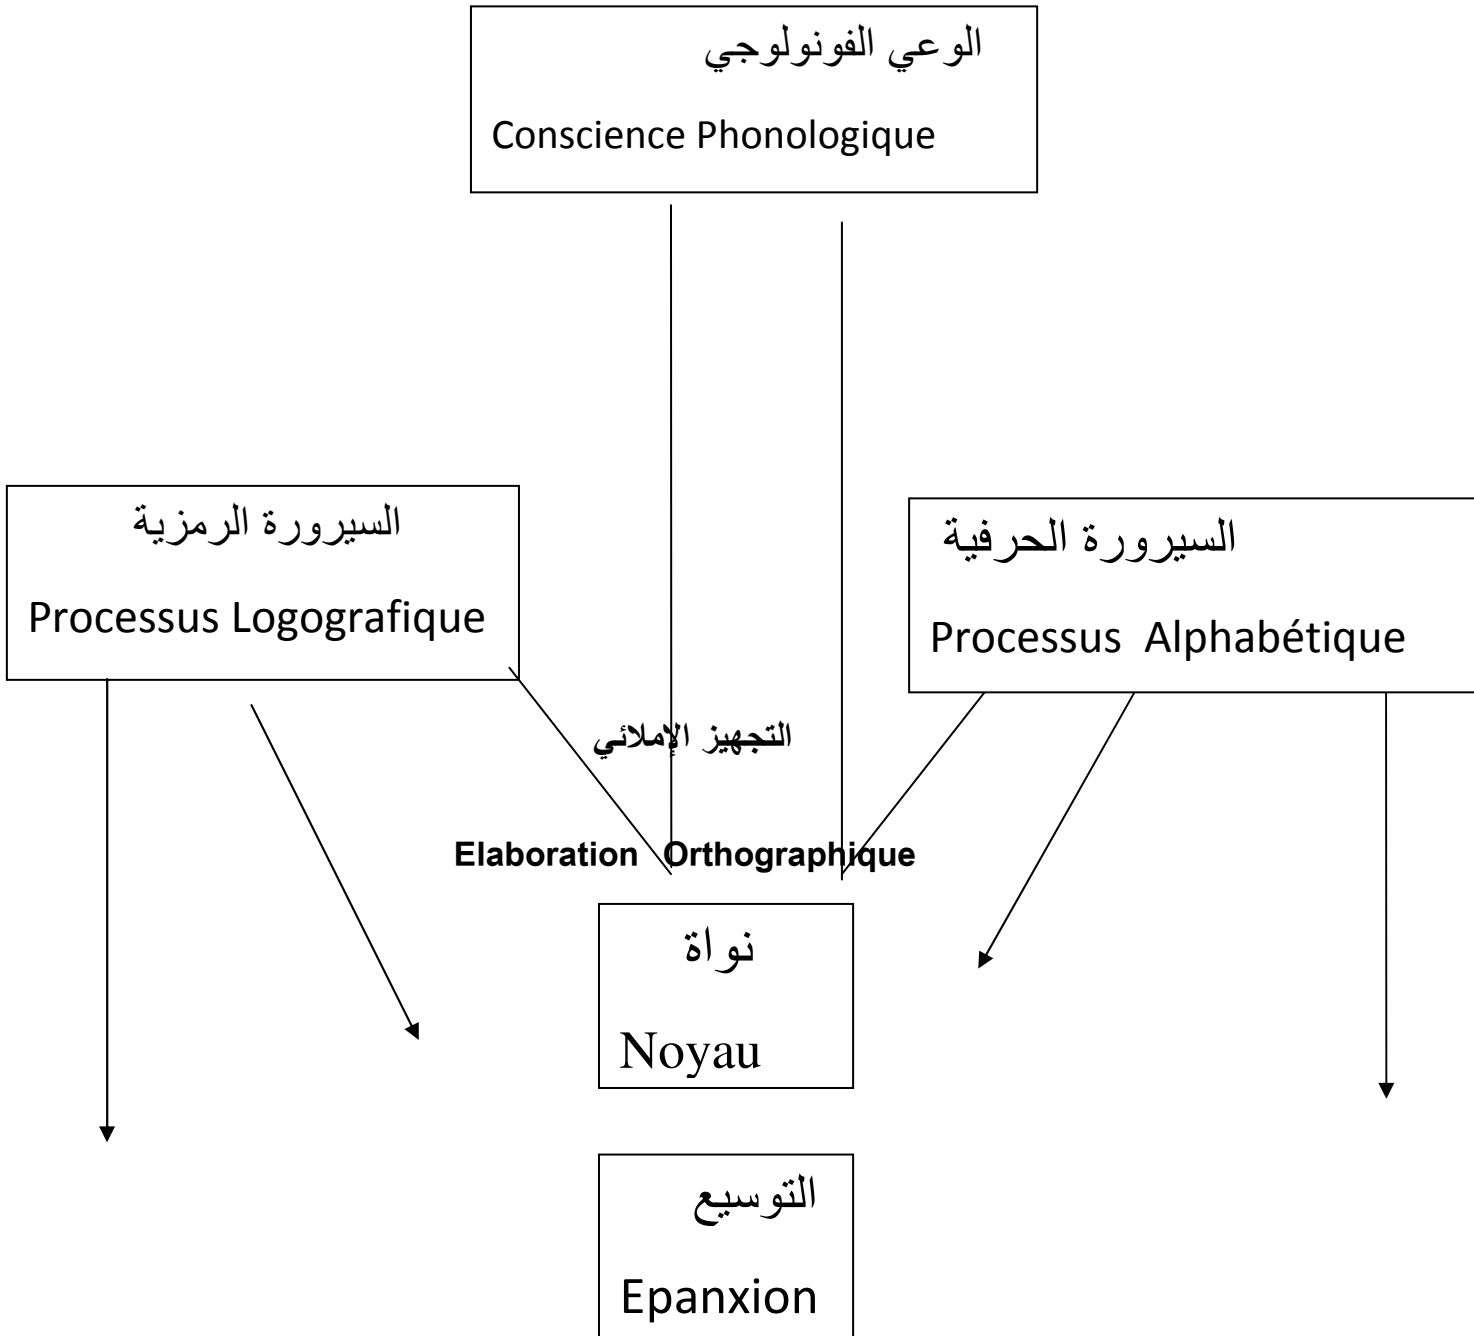 الوعي الفونولوجي
Conscience Phonologique
السيرورة الرمزية
Processus Logografique
السيرورة الحرفية
Processus Alphabétique
التجهيز الإملائي
Elaboration Orthographique
نواة
Noyau
التوسيع
Epanxion